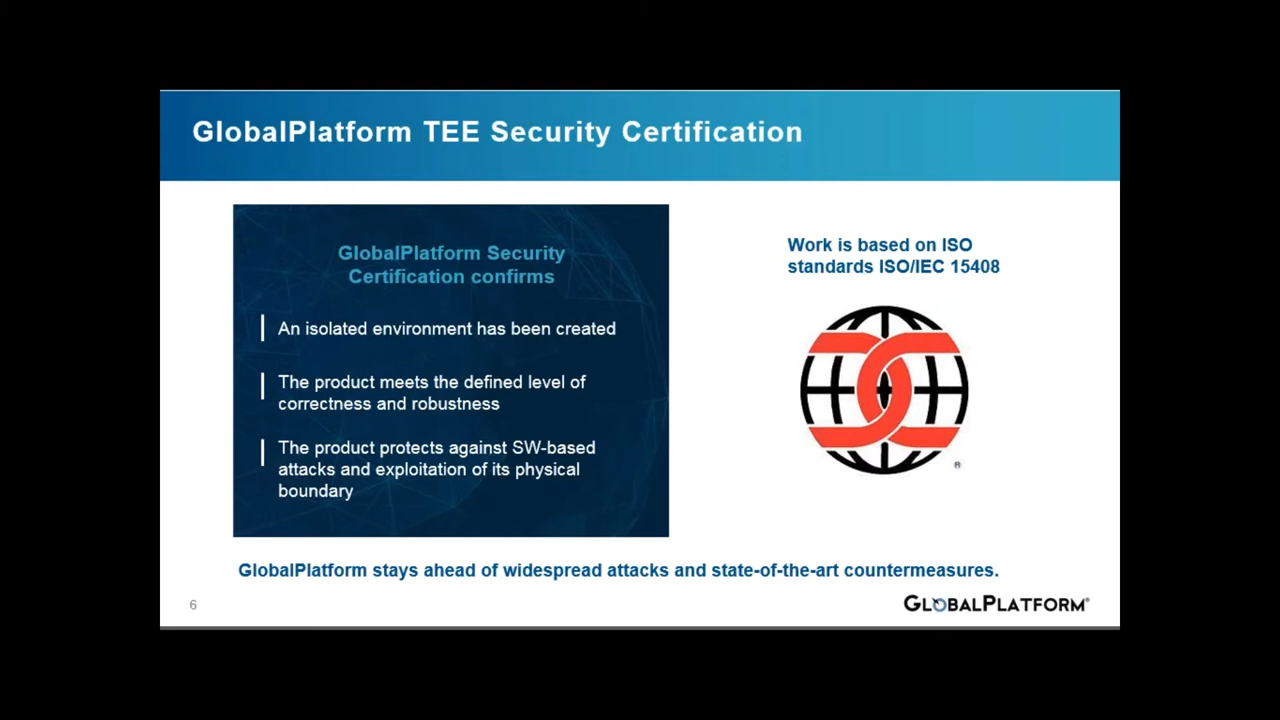 GlobalPlatform TEE Security Certification
GlobalPlatform Security
Certification confirms
An isolated environment has been created
The product meets the defined level of
correctness and robustness
The product protects against SW-based
attacks and exploitation of its physical
boundary
Work is based on ISO
standards ISO/IEC 15408
®
GlobalPlatform stays ahead of widespread attacks and state-of-the-art countermeasures.
6
GLOBALPLATFORM®